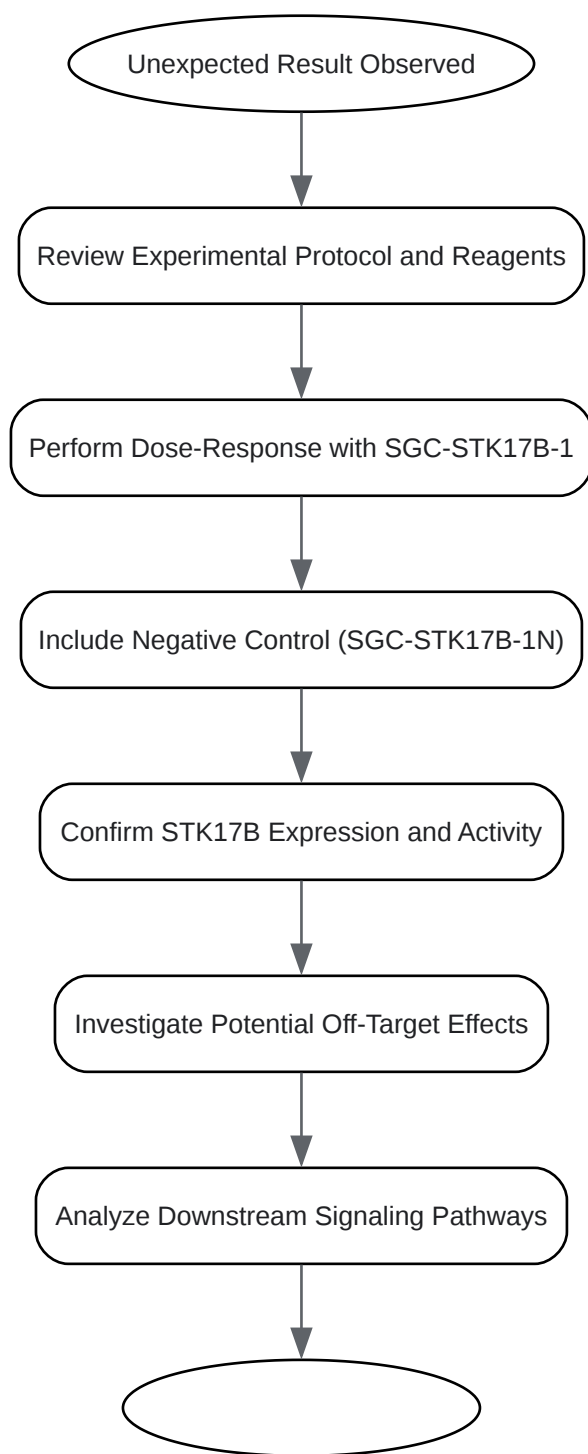 Unexpected Result Observed
Review Experimental Protocol and Reagents
Perform Dose-Response with SGC-STK17B-1
Include Negative Control (SGC-STK17B-1N)
Confirm STK17B Expression and Activity
Investigate Potential Off-Target Effects
Analyze Downstream Signaling Pathways